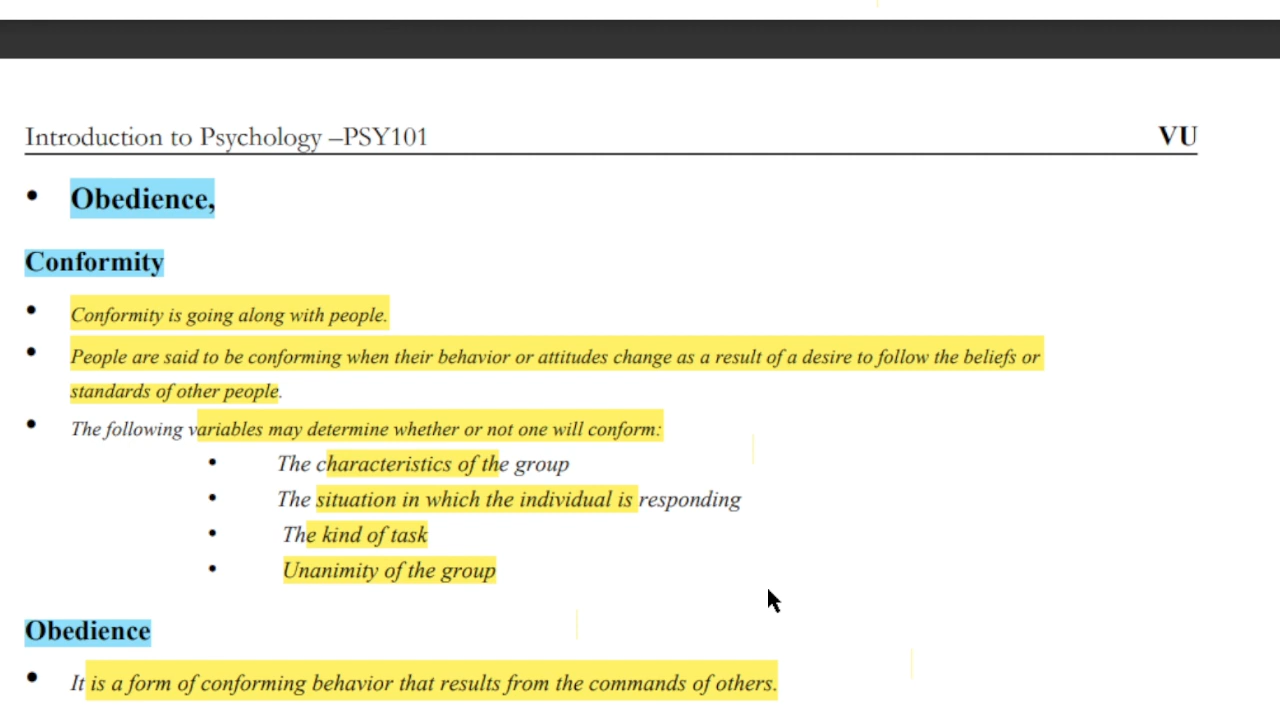 Introduction to Psychology –PSY101 VU
• Obedience,
Conformity
• Conformity is going along with people.
• People are said to be conforming when their behavior or attitudes change as a result of a desire to follow the beliefs or
standards of other people.
• The following variables may determine whether or not one will conform:
• The characteristics of the group
• The situation in which the individual is responding
• The kind of task
• Unanimity of the group
Obedience
• It is a form of conforming behavior that results from the commands of others.